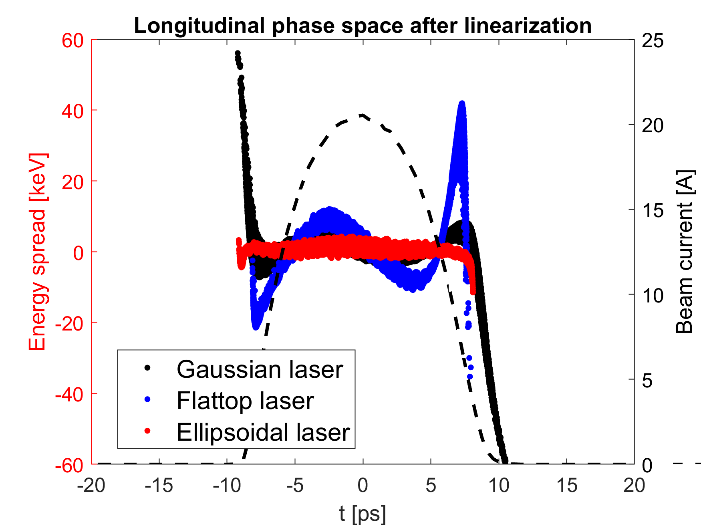 Longitudinal phase space after linearization
60
40
20
0
-20
-40
-60
Energy spread [keV]
25
20
15
10
5
0
Beam current [A]
Gaussian laser
Flattop laser
Ellipsoidal laser
-20 -15 -10 -5 0 5 10 15 20
t [ps]